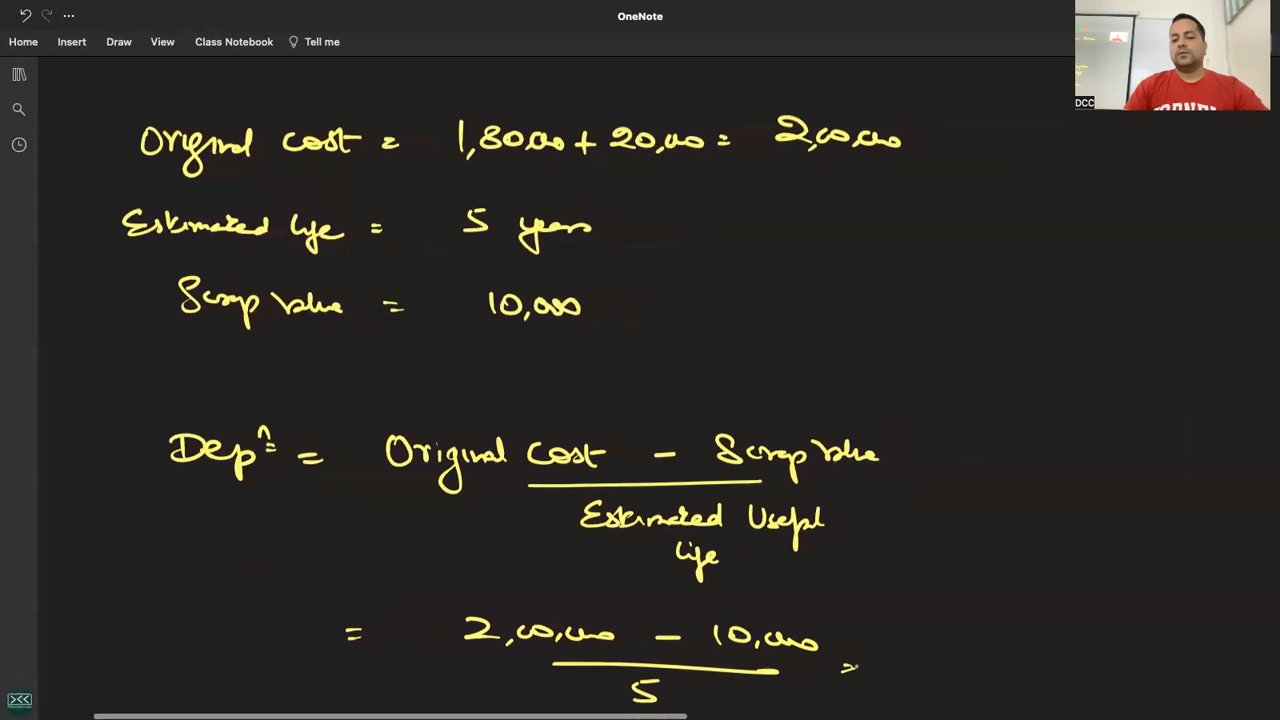 OneNote
Home Insert Draw View Class Notebook Tell me
DCC
Original cost = 1,80,000 + 20,000 = 2,00,000
Estimated life = 5 years
Scrap Value = 10,000
Depn = Original cost - Scrap Value
Estimated Useful
life
= 2,00,000 - 10,000 =
5